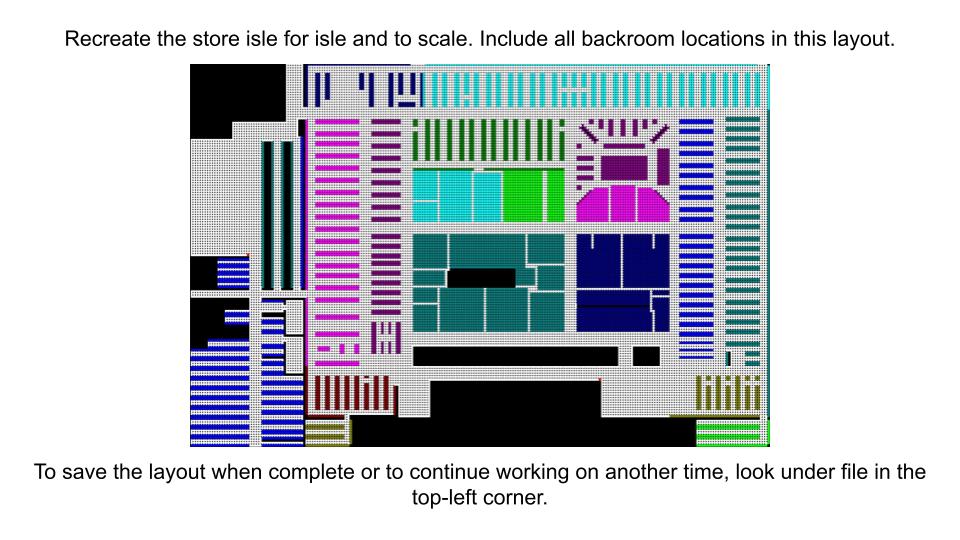 Recreate the store isle for isle and to scale. Include all backroom locations in this layout.
To save the layout when complete or to continue working on another time, look under file in the
top-left corner.